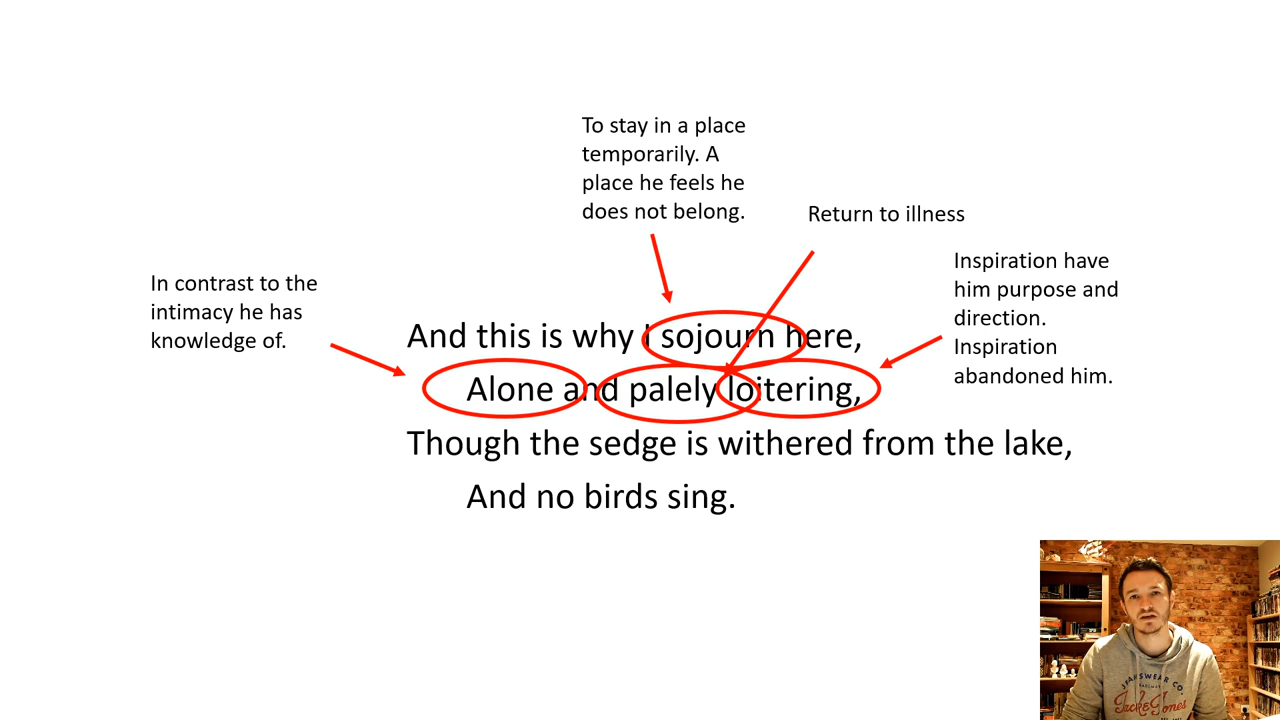 To stay in a place
temporarily. A
place he feels he
does not belong.
Return to illness
Inspiration have
him purpose and
direction.
Inspiration
abandoned him.
In contrast to the
intimacy he has
knowledge of.
And this is why I sojourn here,
Alone and palely loitering,
Though the sedge is withered from the lake,
And no birds sing.
Jack&Jones